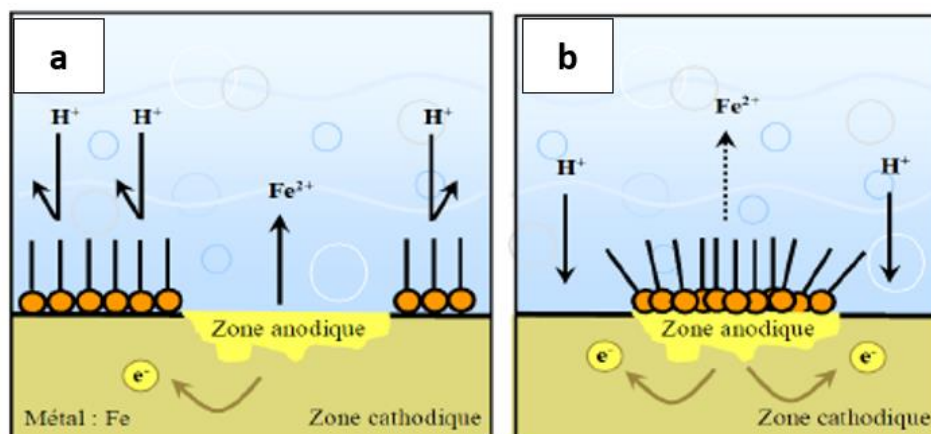 a
H⁺
H⁺
H⁺
Fe²⁺
Zone anodique
e⁻
Métal : Fe
Zone cathodique
b
Fe²⁺
H⁺
H⁺
Zone anodique
e⁻
e⁻
Zone cathodique